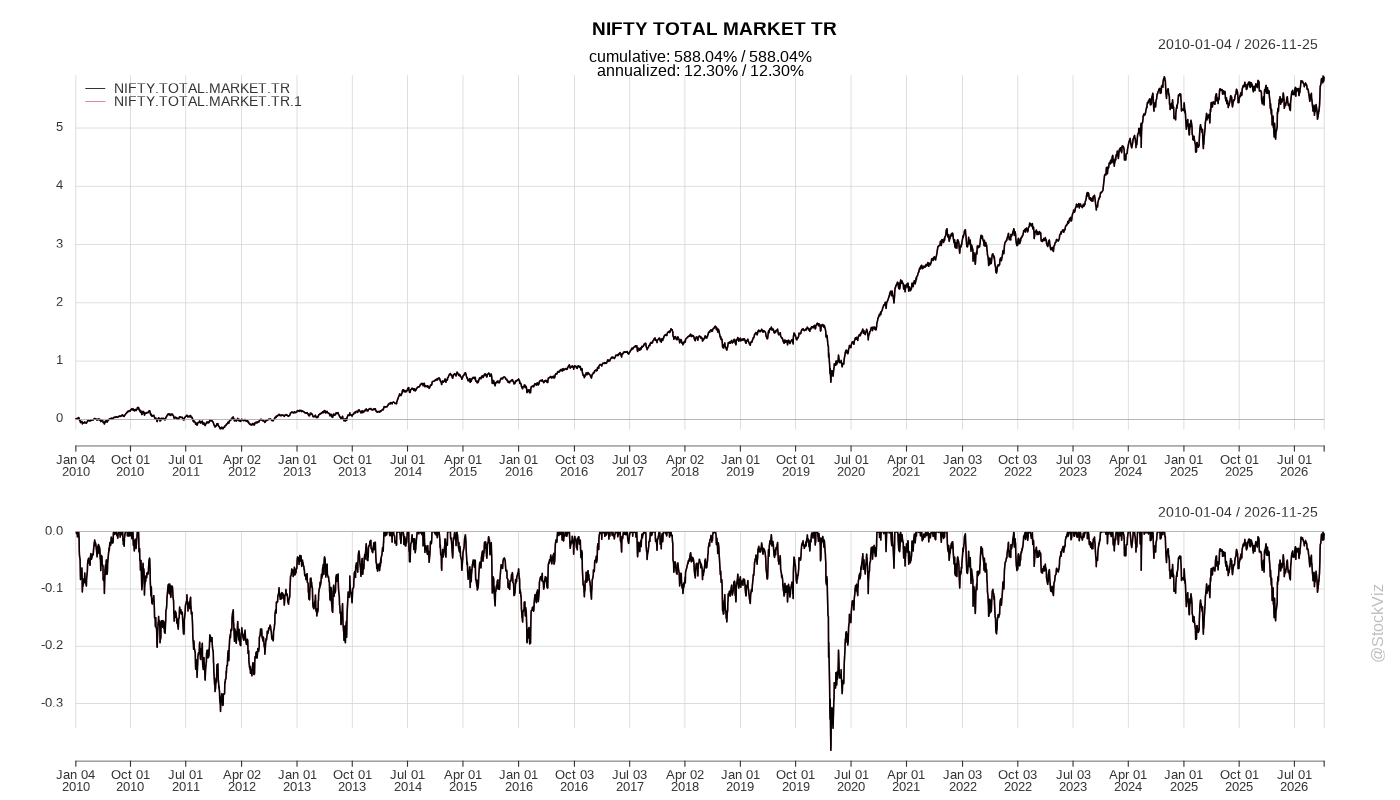 NIFTY TOTAL MARKET TR
2010-01-04 / 2026-11-25
cumulative: 588.04% / 588.04%
annualized: 12.30% / 12.30%
NIFTY.TOTAL.MARKET.TR
NIFTY.TOTAL.MARKET.TR.1
5
4
3
2
1
0
Jan 04 Oct 01 Jul 01 Apr 02 Jan 01 Oct 01 Jul 01 Apr 01 Jan 01 Oct 03 Jul 03 Apr 02 Jan 01 Oct 01 Jul 01 Apr 01 Jan 03 Oct 03 Jul 03 Apr 01 Jan 01 Oct 01 Jul 01
2010 2010 2011 2012 2013 2013 2014 2015 2016 2016 2017 2018 2019 2019 2020 2021 2022 2022 2023 2024 2025 2025 2026
2010-01-04 / 2026-11-25
0.0
-0.1
-0.2
-0.3
Jan 04 Oct 01 Jul 01 Apr 02 Jan 01 Oct 01 Jul 01 Apr 01 Jan 01 Oct 03 Jul 03 Apr 02 Jan 01 Oct 01 Jul 01 Apr 01 Jan 03 Oct 03 Jul 03 Apr 01 Jan 01 Oct 01 Jul 01
2010 2010 2011 2012 2013 2013 2014 2015 2016 2016 2017 2018 2019 2019 2020 2021 2022 2022 2023 2024 2025 2025 2026
@StockViz